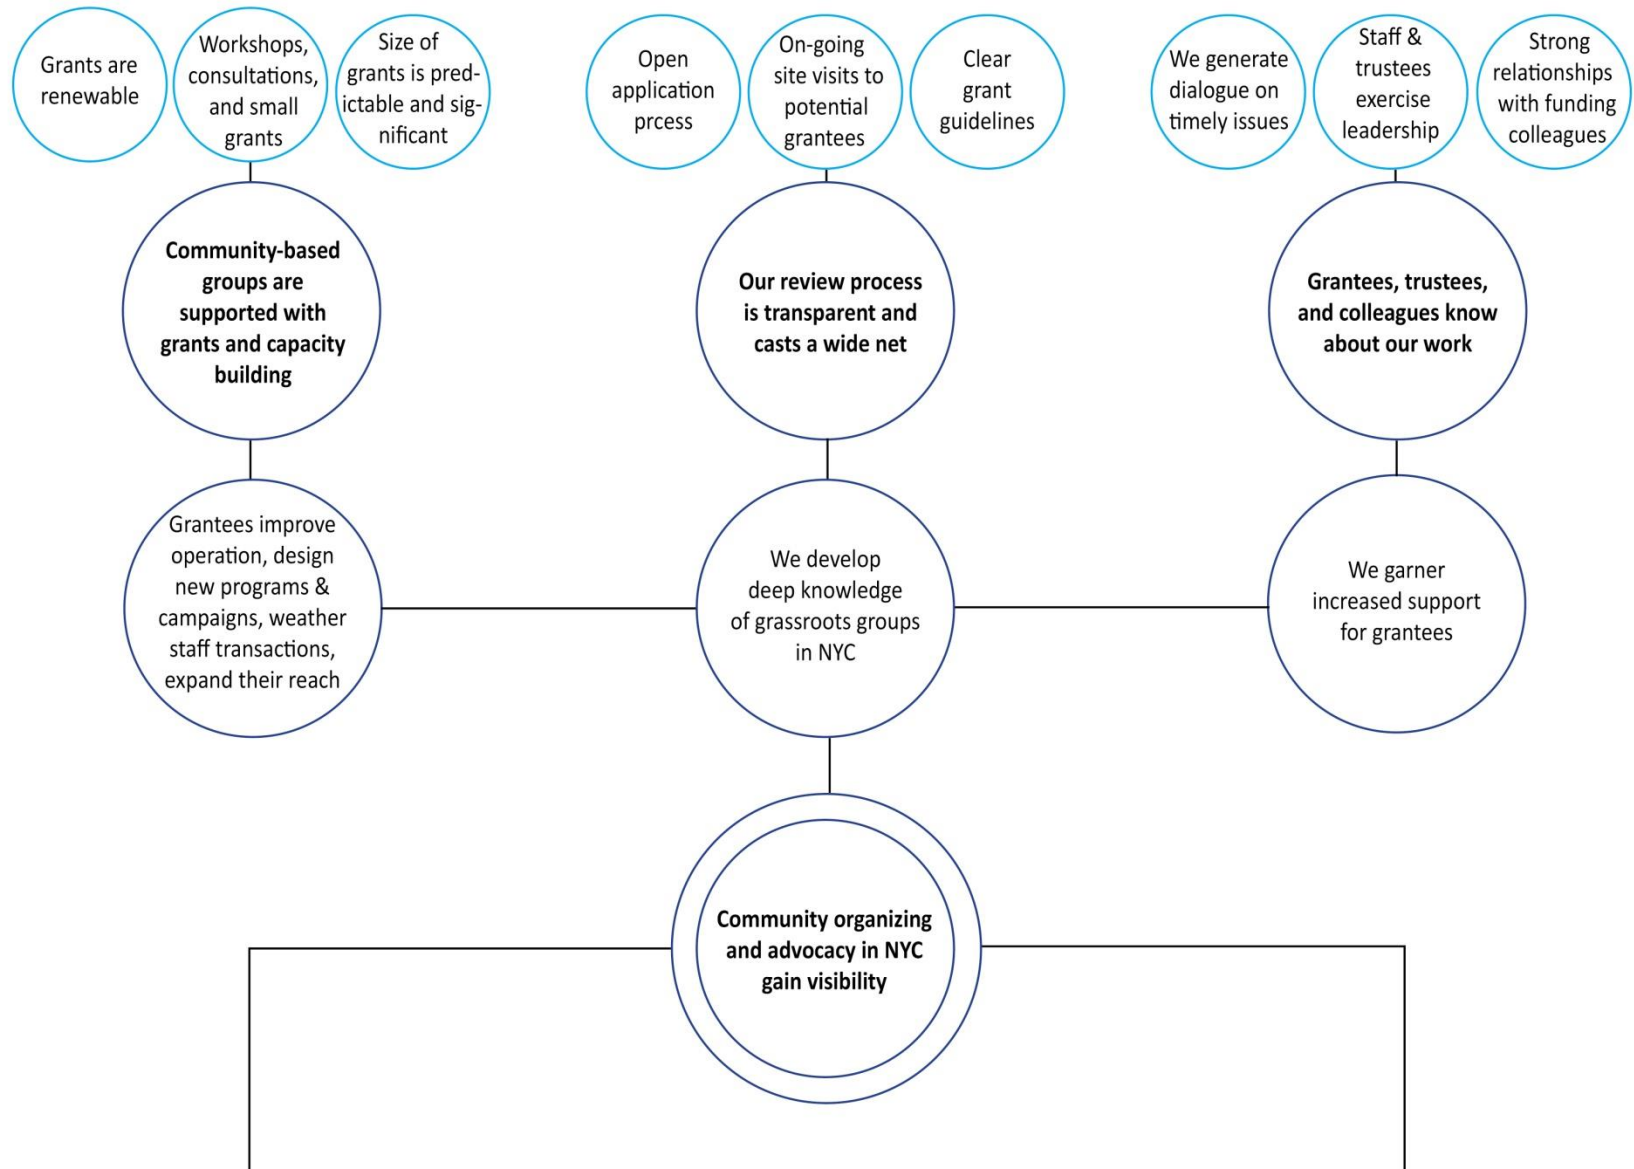 Grants are
renewable
Workshops,
consultations,
and small
grants
Size of
grants is pred-
ictable and sig-
nificant
Open
application
prcess
On-going
site visits to
potential
grantees
Clear
grant
guidelines
We generate
dialogue on
timely issues
Staff &
trustees
exercise
leadership
Strong
relationships
with funding
colleagues
Community-based
groups are
supported with
grants and capacity
building
Our review process
is transparent and
casts a wide net
Grantees, trustees,
and colleagues know
about our work
Grantees improve
operation, design
new programs &
campaigns, weather
staff transactions,
expand their reach
We develop
deep knowledge
of grassroots groups
in NYC
We garner
increased support
for grantees
Community organizing
and advocacy in NYC
gain visibility